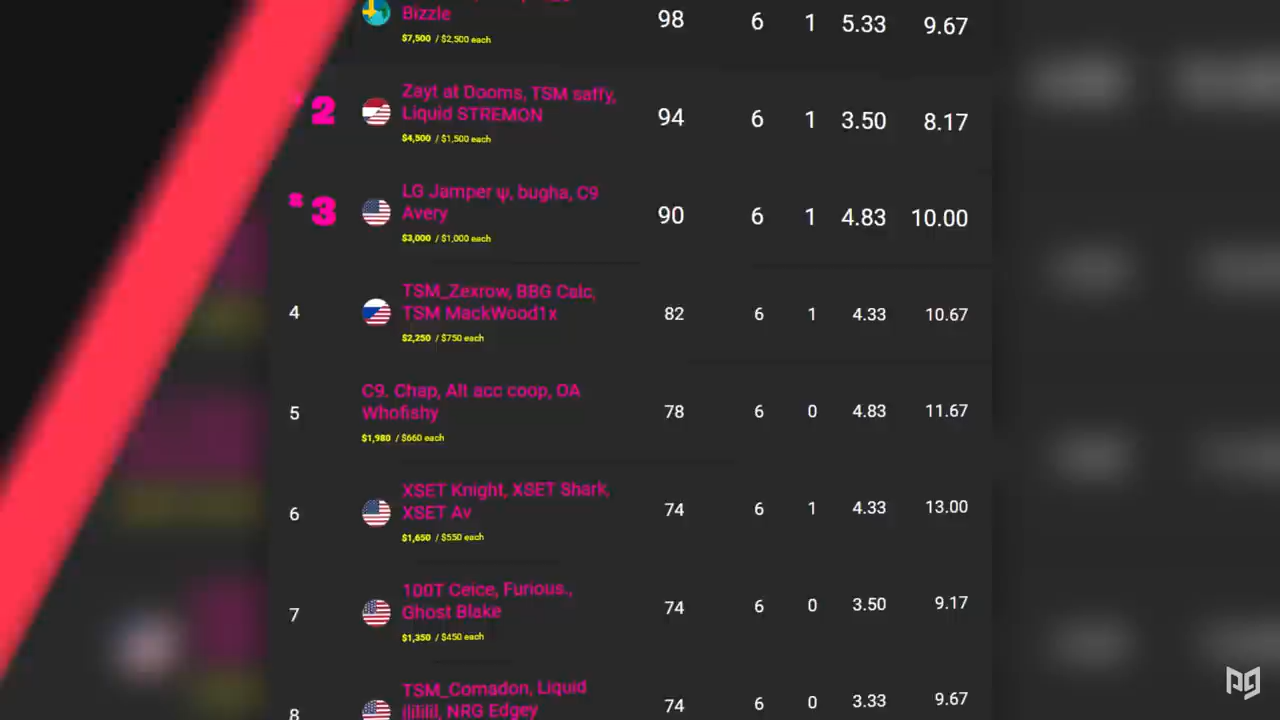 Bizzle
$7,500 / $2,500 each
98 6 1 5.33 9.67
2
Zayt at Dooms, TSM saffy,
Liquid STREMON
$4,500 / $1,500 each
94 6 1 3.50 8.17
3
LG Jamper ψ, bugha, C9
Avery
$3,000 / $1,000 each
90 6 1 4.83 10.00
4
TSM_Zexrow, BBG Calc,
TSM MackWood1x
$2,250 / $750 each
82 6 1 4.33 10.67
5
C9. Chap, Alt acc coop, OA
Whofishy
$1,980 / $660 each
78 6 0 4.83 11.67
6
XSET Knight, XSET Shark,
XSET Av
$1,650 / $550 each
74 6 1 4.33 13.00
7
100T Ceice, Furious.,
Ghost Blake
$1,350 / $450 each
74 6 0 3.50 9.17
8
TSM_Comadon, Liquid
NRG Edgey
74 6 0 3.33 9.67